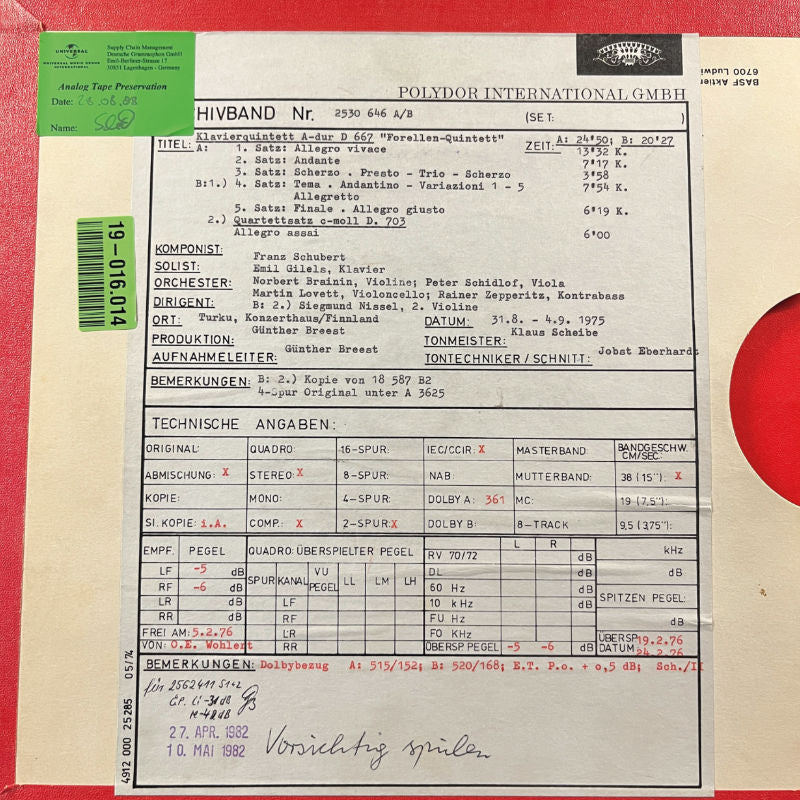 UNIVERSAL
UNIVERSAL MUSIC GROUP
INTERNATIONAL
Supply Chain Management
Deutsche Grammophon GmbH
Emil-Berliner-Strasse 17
30851 Langenhagen - Germany
Analog Tape Preservation
Date: 28.08.08
Name:
BASF Aktien
6700 Ludwi
POLYDOR INTERNATIONAL GMBH
CHIVBAND Nr. 2530 646 A/B (SET: )
TITEL: Klavierquintett A-dur D 667 "Forellen-Quintett" ZEIT: A: 24'50; B: 20'27
A: 1. Satz: Allegro vivace 13'32 K.
2. Satz: Andante 7'17 K.
3. Satz: Scherzo . Presto - Trio - Scherzo 3'58
B:1.) 4. Satz: Tema . Andantino - Variazioni 1 - 5 7'54 K.
Allegretto
5. Satz: Finale . Allegro giusto 6'19 K.
2.) Quartettsatz c-moll D. 703
Allegro assai 6'00
KOMPONIST: Franz Schubert
SOLIST: Emil Gilels, Klavier
ORCHESTER: Norbert Brainin, Violine; Peter Schidlof, Viola
Martin Lovett, Violoncello; Rainer Zepperitz, Kontrabass
DIRIGENT: B: 2.) Siegmund Nissel, 2. Violine
ORT: Turku, Konzerthaus/Finnland DATUM: 31.8. - 4.9. 1975
PRODUKTION: Günther Breest TONMEISTER: Klaus Scheibe
AUFNAHMELEITER: Günther Breest TONTECHNIKER / SCHNITT: Jobst Eberhardt
BEMERKUNGEN: B: 2.) Kopie von 18 587 B2
4-Spur Original unter A 3625
TECHNISCHE ANGABEN:
ORIGINAL: QUADRO: 16-SPUR: IEC/CCIR: X MASTERBAND: BANDGESCHW. CM/SEC.
ABMISCHUNG: X STEREO: X 8-SPUR: NAB: MUTTERBAND: 38 (15"): X
KOPIE: MONO: 4-SPUR: DOLBY A: 361 MC: 19 (7,5"):
SI. KOPIE: i.A. COMP.: X 2-SPUR: X DOLBY B: 8-TRACK 9,5 (3,75"):
EMPF. PEGEL QUADRO: ÜBERSPIELTER PEGEL L R
RV 70/72 dB kHz
LF -5 dB SPUR KANAL VU PEGEL LL LM LH DL dB dB
RF -6 dB 60 Hz dB
LR dB LF 10 kHz dB SPITZEN PEGEL:
RR dB RF FU Hz dB dB
FREI AM: 5.2.76 LR FO KHz dB ÜBERSP. 19.2.76
VON: O.E. Wohlert RR ÜBERSP PEGEL -5 -6 dB DATUM 24.2.76
BEMERKUNGEN: Dolbybezug A: 515/152; B: 520/168; E.T. P.o. + 0,5 dB; Sch./II
für 2562411 S1+2
27. APR. 1982
10. MAI 1982
Vorsichtig spulen
19-016.014
4912 000 25 285 05/74